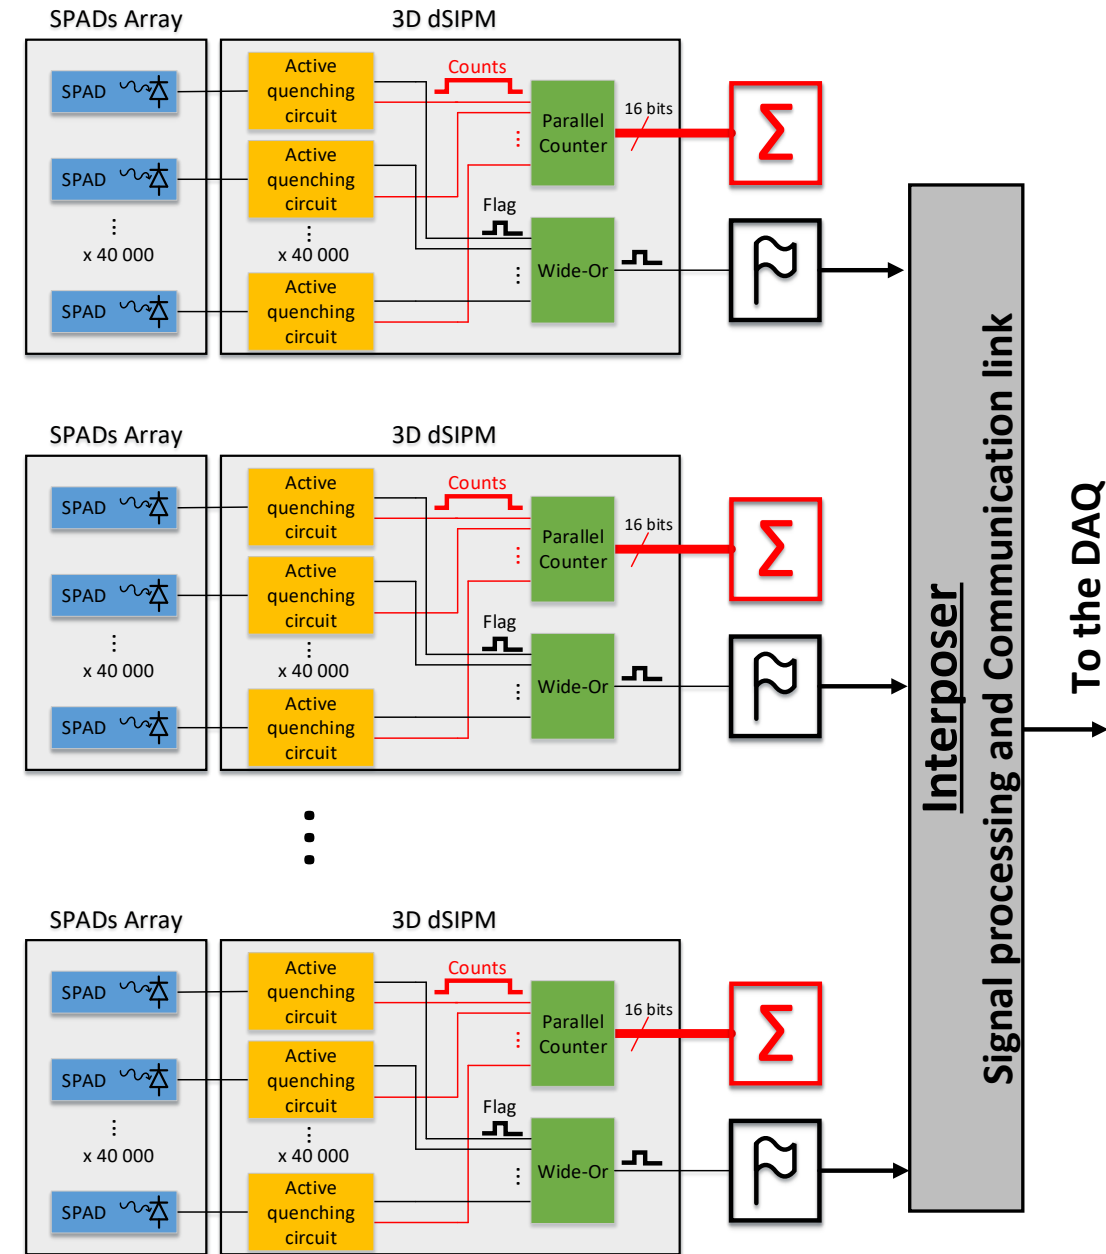 SPADs Array
3D dSIPM
SPAD
SPAD
x 40 000
SPAD
Active
quenching
circuit
Active
quenching
circuit
x 40 000
Active
quenching
circuit
Counts
Parallel
Counter
16 bits
Σ
Flag
Wide-Or
SPADs Array
3D dSIPM
SPAD
SPAD
x 40 000
SPAD
Active
quenching
circuit
Active
quenching
circuit
x 40 000
Active
quenching
circuit
Counts
Parallel
Counter
16 bits
Σ
Flag
Wide-Or
SPADs Array
3D dSIPM
SPAD
SPAD
x 40 000
SPAD
Active
quenching
circuit
Active
quenching
circuit
x 40 000
Active
quenching
circuit
Counts
Parallel
Counter
16 bits
Σ
Flag
Wide-Or
Interposer
Signal processing and Communication link
To the DAQ